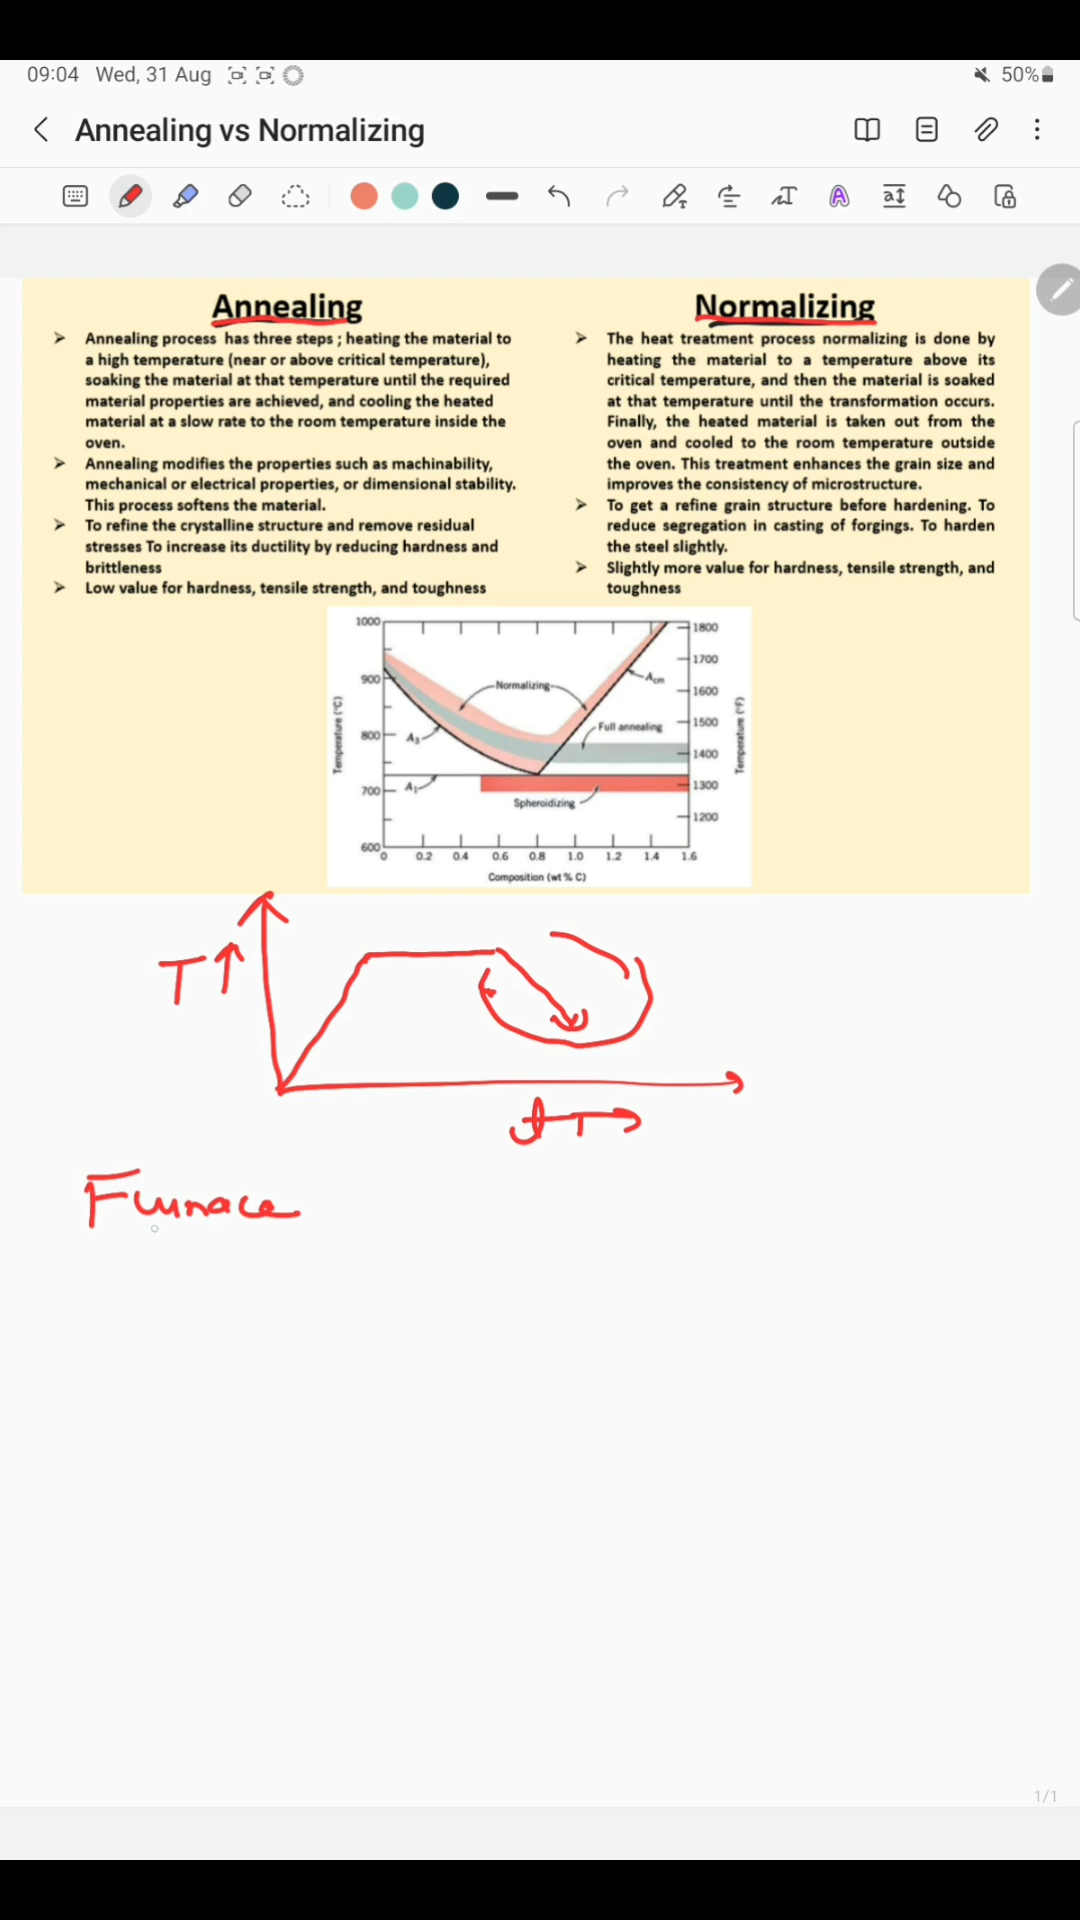 09:04 Wed, 31 Aug
50%
Annealing vs Normalizing
Annealing
➢ Annealing process has three steps ; heating the material to
a high temperature (near or above critical temperature),
soaking the material at that temperature until the required
material properties are achieved, and cooling the heated
material at a slow rate to the room temperature inside the
oven.
➢ Annealing modifies the properties such as machinability,
mechanical or electrical properties, or dimensional stability.
This process softens the material.
➢ To refine the crystalline structure and remove residual
stresses To increase its ductility by reducing hardness and
brittleness
➢ Low value for hardness, tensile strength, and toughness
Normalizing
➢ The heat treatment process normalizing is done by
heating the material to a temperature above its
critical temperature, and then the material is soaked
at that temperature until the transformation occurs.
Finally, the heated material is taken out from the
oven and cooled to the room temperature outside
the oven. This treatment enhances the grain size and
improves the consistency of microstructure.
➢ To get a refine grain structure before hardening. To
reduce segregation in casting of forgings. To harden
the steel slightly.
➢ Slightly more value for hardness, tensile strength, and
toughness
Temperature (°C)
1000
900
800
700
600
Normalizing
Acm
Full annealing
A3
A1
Spheroidizing
1800
1700
1600
1500
1400
1300
1200
Temperature (°F)
0 0.2 0.4 0.6 0.8 1.0 1.2 1.4 1.6
Composition (wt % C)
T↑
t→
Furnace
1/1